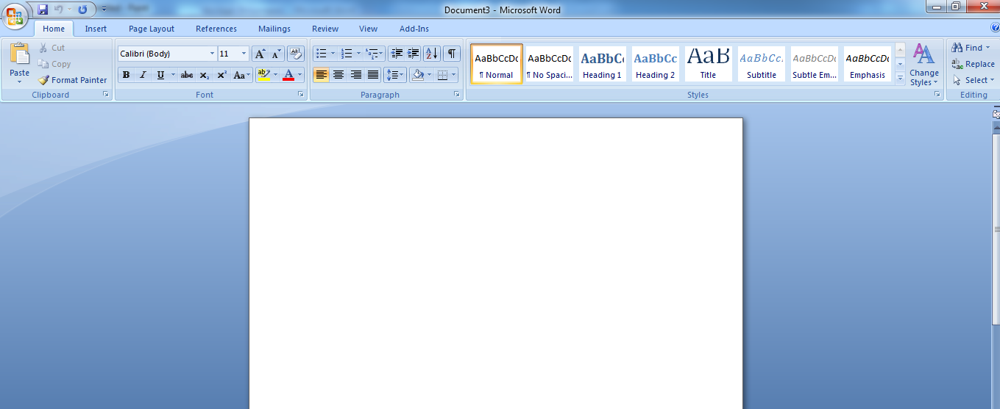 Document3 - Microsoft Word
Home Insert Page Layout References Mailings Review View Add-Ins
Paste
Cut
Copy
Format Painter
Clipboard
Calibri (Body) 11
B I U abc X₂ X² Aa
Font
Paragraph
AaBbCcDc AaBbCcDc AaBbC AaBbCc AaB AaBbCc. AaBbCcDc AaBbCcDc
¶ Normal ¶ No Spaci... Heading 1 Heading 2 Title Subtitle Subtle Em... Emphasis
Change Styles
Styles
Find
Replace
Select
Editing